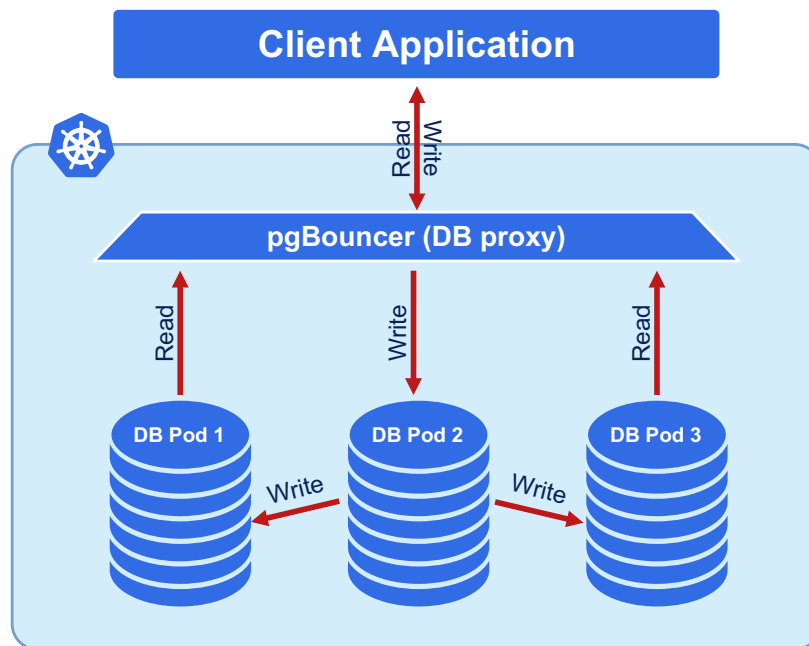 Client Application
Read
Write
pgBouncer (DB proxy)
Read
Write
Read
DB Pod 1
DB Pod 2
DB Pod 3
Write
Write